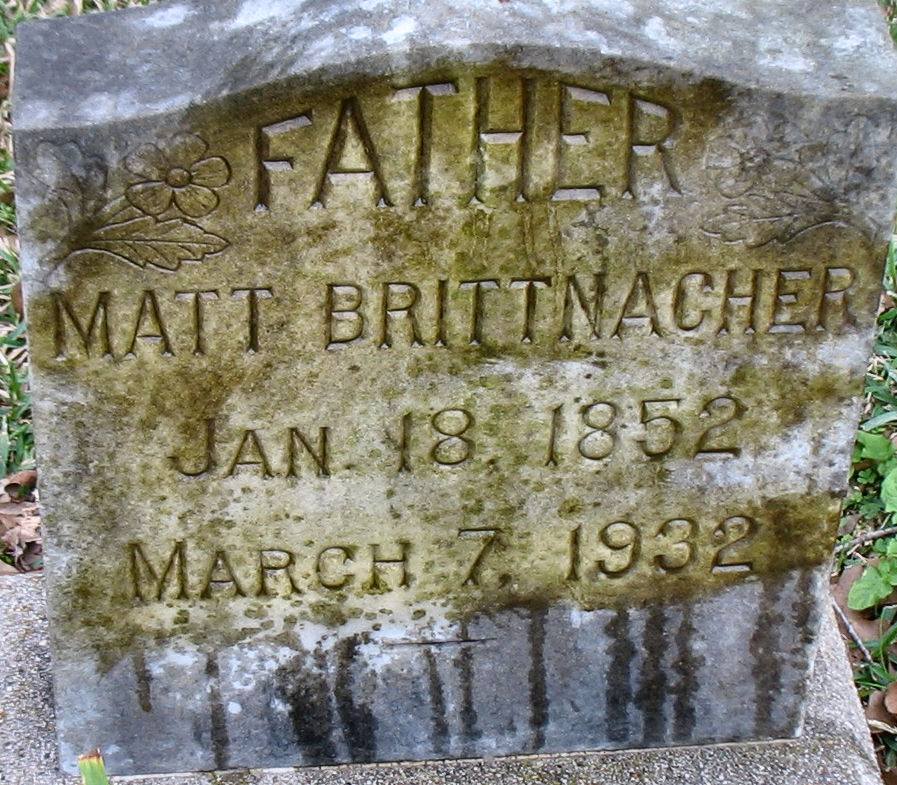 FATHER
MATT BRITTNACHER
JAN 18, 1852
MARCH 7, 1932